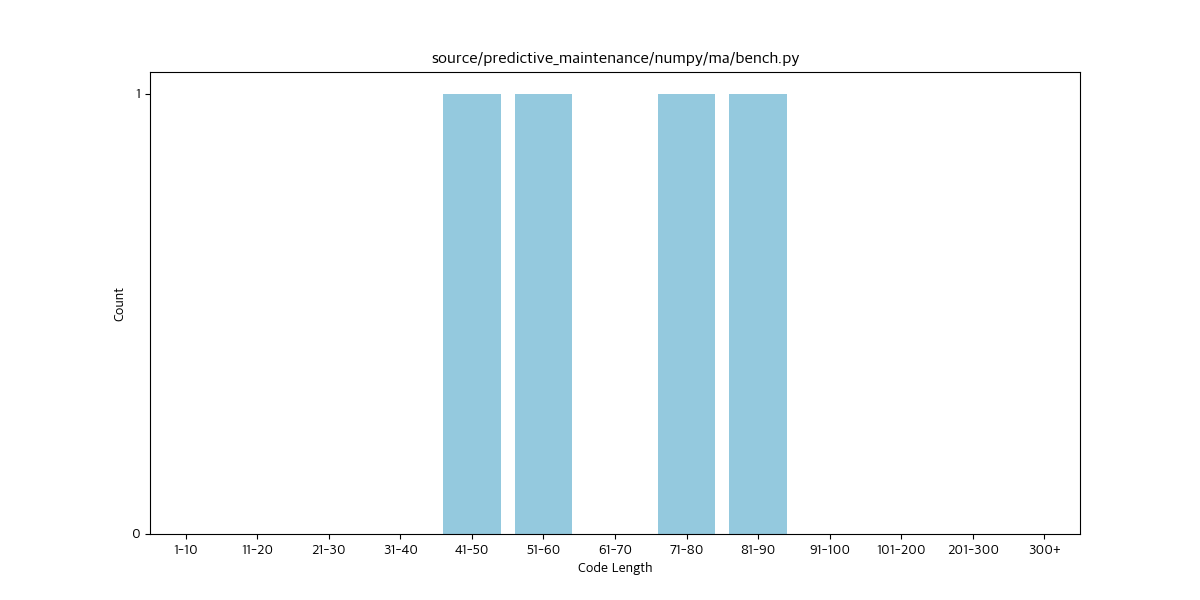 source/predictive_maintenance/numpy/ma/bench.py
1
Count
0
1-10 11-20 21-30 31-40 41-50 51-60 61-70 71-80 81-90 91-100 101-200 201-300 300+
Code Length